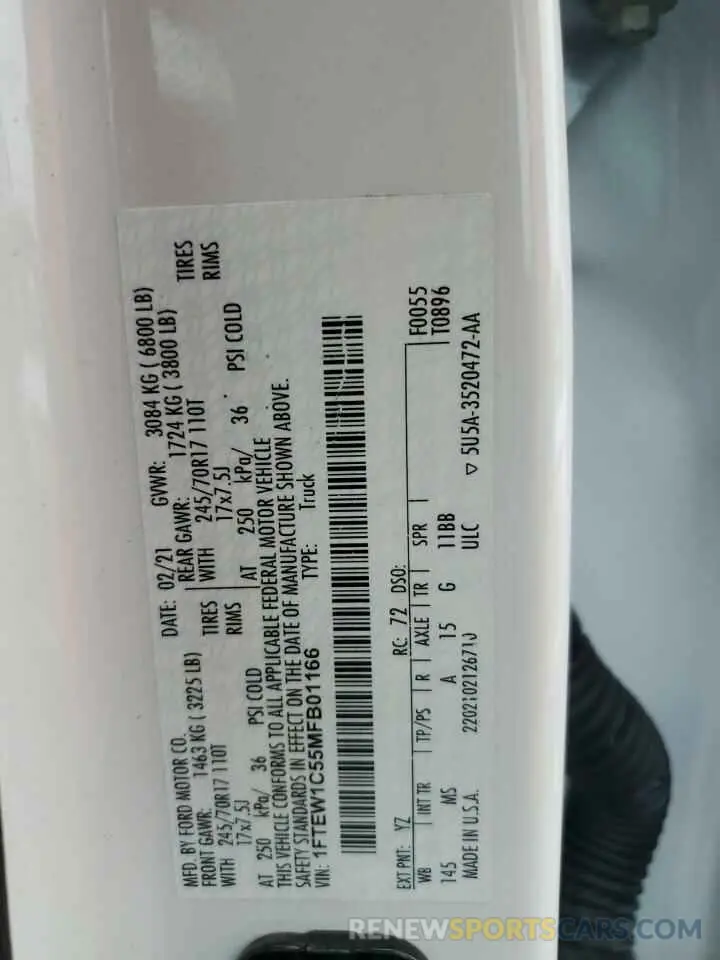 MFD. BY FORD MOTOR CO.
DATE: 02/21 GVWR: 3084 KG ( 6800 LB)
FRONT GAWR: 1463 KG ( 3225 LB) REAR GAWR: 1724 KG ( 3800 LB)
WITH 245/70R17 110T TIRES WITH 245/70R17 110T TIRES
17x7.5J RIMS 17x7.5J RIMS
AT 250 kPa/ 36 PSI COLD AT 250 kPa/ 36 PSI COLD
THIS VEHICLE CONFORMS TO ALL APPLICABLE FEDERAL MOTOR VEHICLE
SAFETY STANDARDS IN EFFECT ON THE DATE OF MANUFACTURE SHOWN ABOVE.
VIN: 1FTEW1C55MFB01166 TYPE: Truck
EXT PNT: YZ RC: 72 DSO: F0055
WB INT TR TP/PS R AXLE TR SPR T0896
145 MS A 15 G 11BB
MADE IN U.S.A. 220210212671J ULC ▽ 5U5A-3520472-AA
RENEWSPORTSCARS.COM